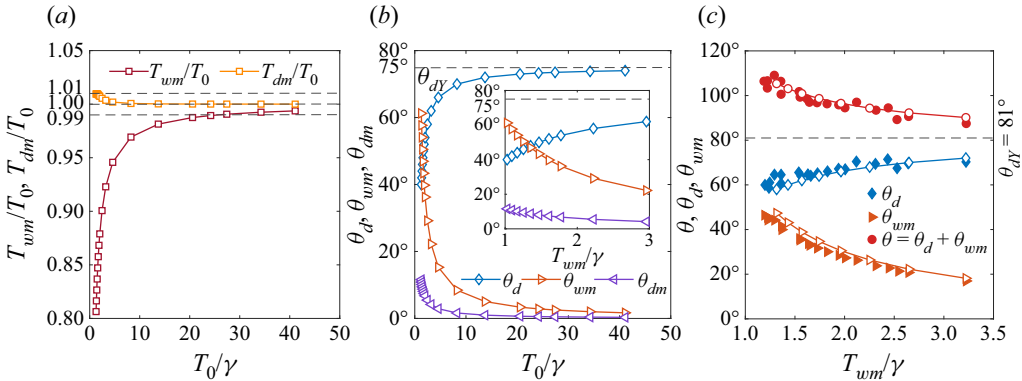 (a)
1.05
1.01
1.00
0.99
0.95
0.90
0.85
0.80
T_wm/T_0, T_dm/T_0
T_wm/T_0 T_dm/T_0
0 10 20 30 40 50
T_0/γ
(b)
80°
75°
60°
40°
20°
0°
θ_d, θ_wm, θ_dm
θ_dY
80°
75°
60°
40°
20°
0°
1 2 3
T_wm/γ
θ_d θ_wm θ_dm
0 10 20 30 40 50
T_0/γ
(c)
120°
100°
80°
60°
40°
20°
0°
θ, θ_d, θ_wm
θ_d
θ_wm
θ = θ_d + θ_wm
θ_dY = 81°
1.0 1.5 2.0 2.5 3.0 3.5
T_wm/γ